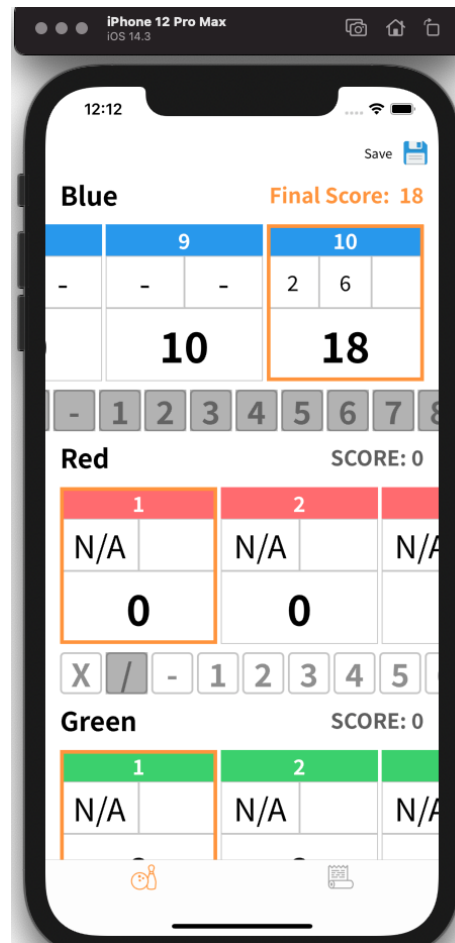 iPhone 12 Pro Max
iOS 14.3
12:12
Save
Blue Final Score: 18
9 10
- - - 2 6
10 18
- 1 2 3 4 5 6 7 8
Red SCORE: 0
1 2
N/A N/A N/A
0 0
X / - 1 2 3 4 5
Green SCORE: 0
1 2
N/A N/A N/A